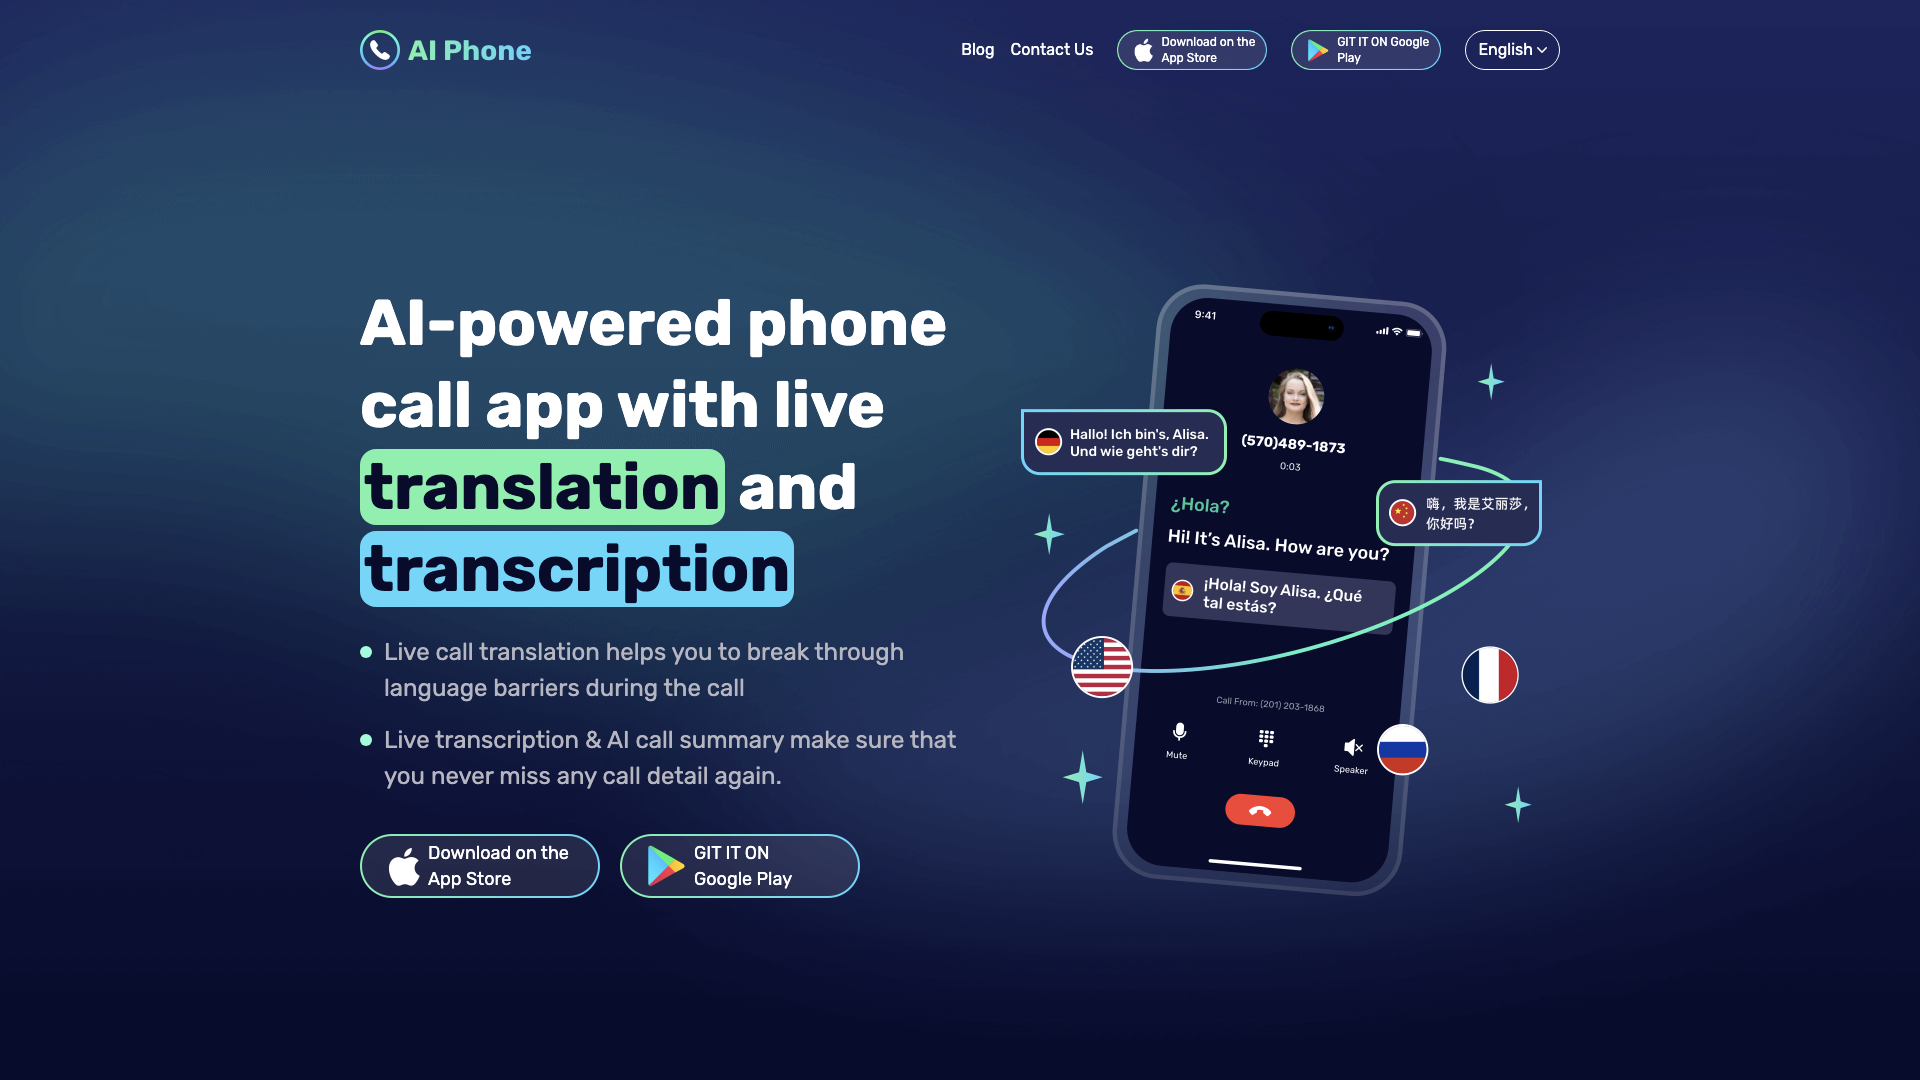 AI Phone
Blog
Contact Us
Download on the
App Store
GIT IT ON Google
Play
English
AI-powered phone
call app with live
translation and
transcription
Live call translation helps you to break through
language barriers during the call
Live transcription & AI call summary make sure that
you never miss any call detail again.
Download on the
App Store
GIT IT ON
Google Play
9:41
Hallo! Ich bin's, Alisa.
Und wie geht's dir?
(570)489-1873
0:03
嗨，我是艾丽莎，
你好吗?
¿Hola?
Hi! It's Alisa. How are you?
¡Hola! Soy Alisa. ¿Qué
tal estás?
Call From: (201) 203-1868
Mute
Keypad
Speaker